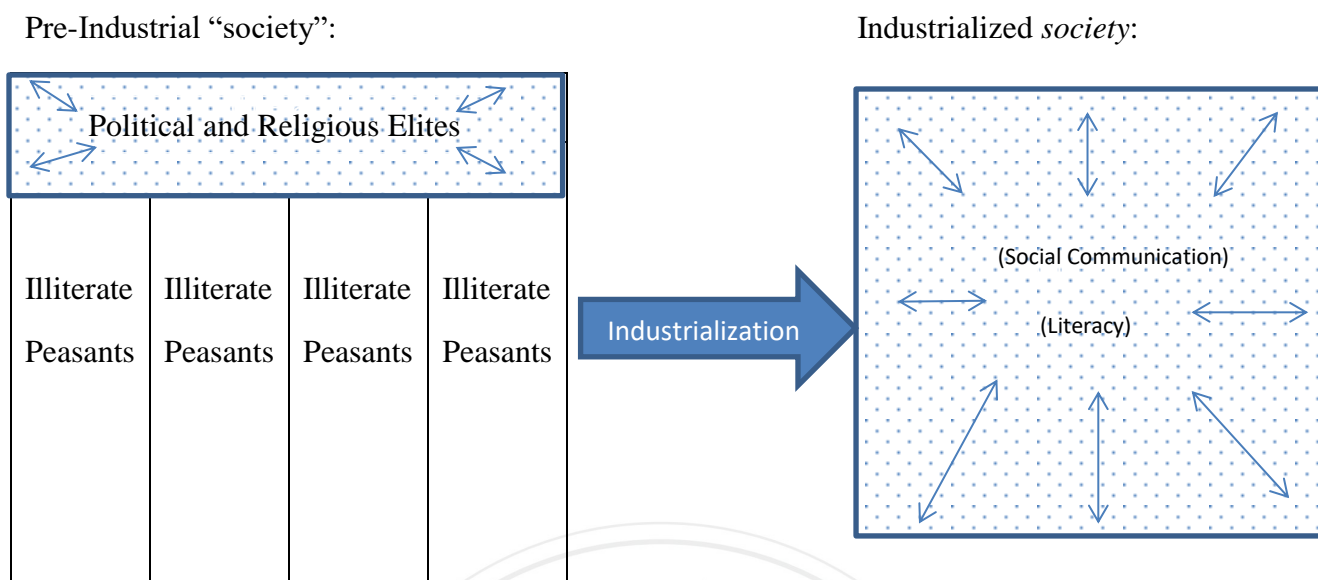 Pre-Industrial “society”:
Industrialized society:
Political and Religious Elites
Illiterate Illiterate Illiterate Illiterate
Peasants Peasants Peasants Peasants
Industrialization
(Social Communication)
(Literacy)